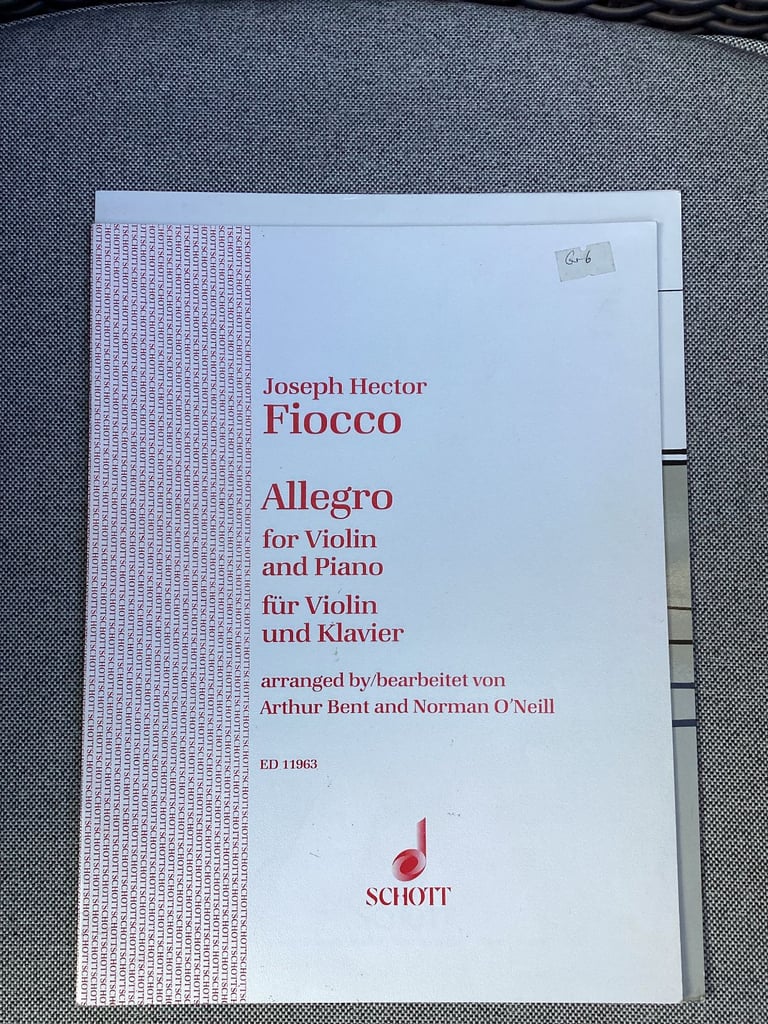 Gr 6
Joseph Hector
Fiocco
Allegro
for Violin
and Piano
für Violin
und Klavier
arranged by/bearbeitet von
Arthur Bent and Norman O'Neill
ED 11963
SCHOTT